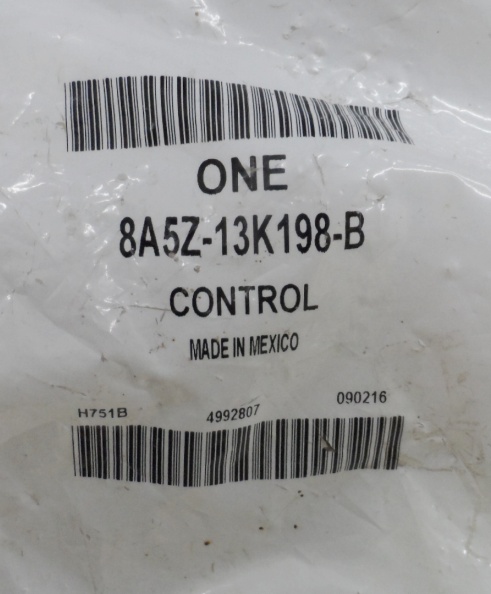 ONE
8A5Z-13K198-B
CONTROL
MADE IN MEXICO
H751B 4992807 090216